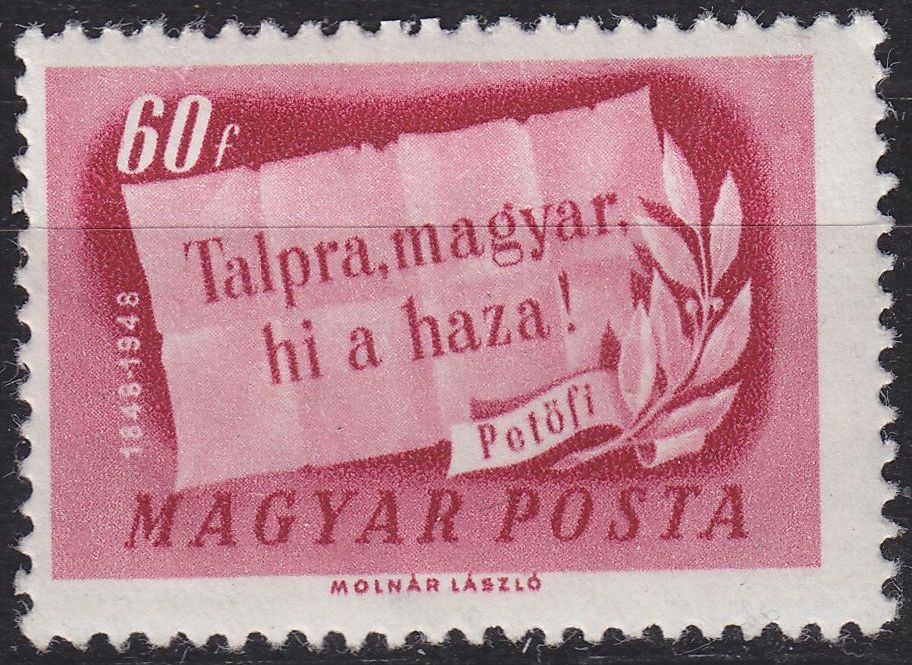 60f
Talpra, magyar,
hi a haza!
1848-1948
Petőfi
MAGYAR POSTA
MOLNÁR LÁSZLÓ